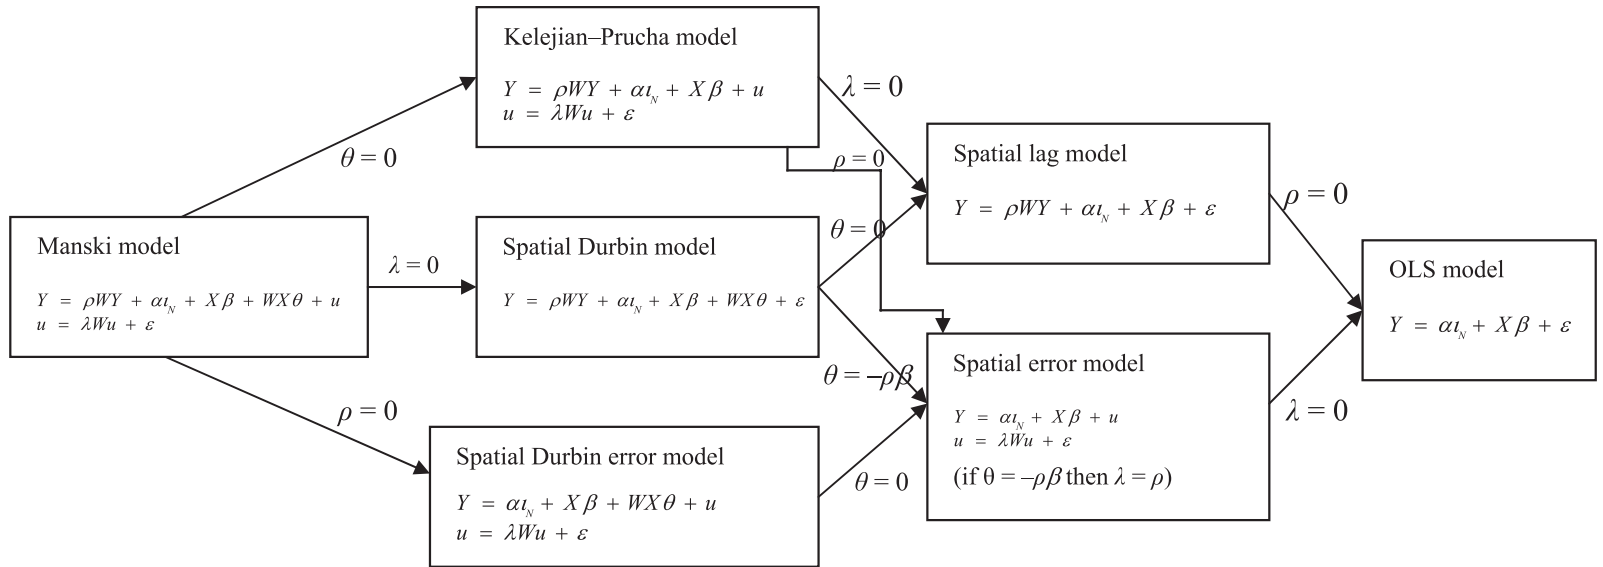 Kelejian–Prucha model
Y = ρWY + αι_N + Xβ + u
u = λWu + ε
λ = 0
ρ = 0
θ = 0
Manski model
Y = ρWY + αι_N + Xβ + WXθ + u
u = λWu + ε
λ = 0
Spatial Durbin model
Y = ρWY + αι_N + Xβ + WXθ + ε
θ = 0
θ = –ρβ
ρ = 0
Spatial Durbin error model
Y = αι_N + Xβ + WXθ + u
u = λWu + ε
θ = 0
Spatial lag model
Y = ρWY + αι_N + Xβ + ε
ρ = 0
Spatial error model
Y = αι_N + Xβ + u
u = λWu + ε
(if θ = –ρβ then λ = ρ)
λ = 0
OLS model
Y = αι_N + Xβ + ε